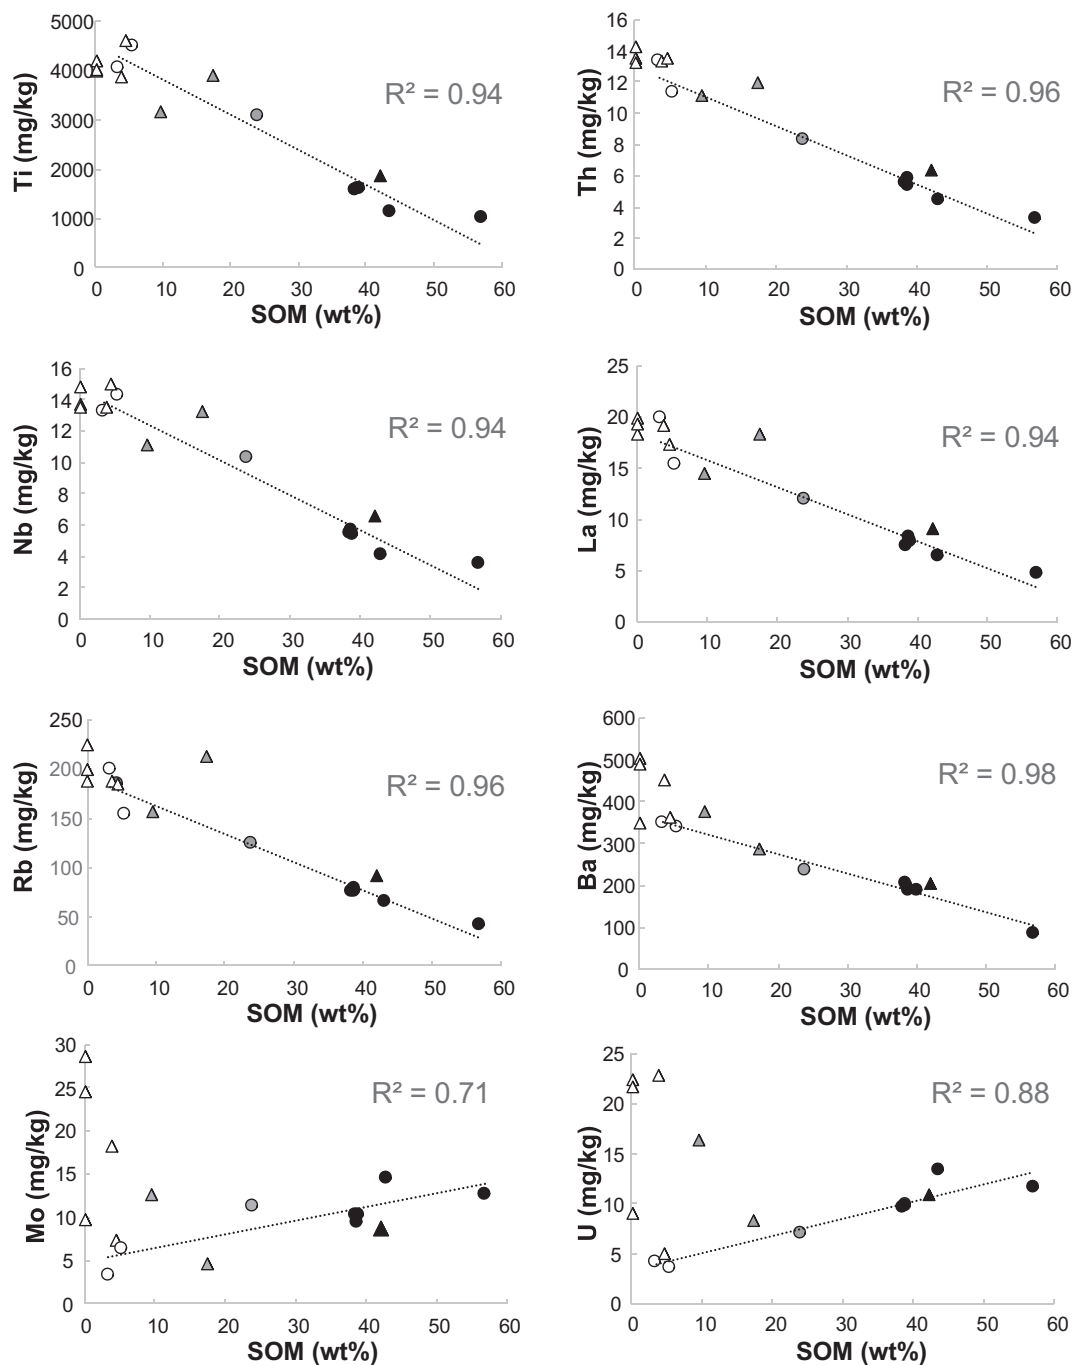 5000
4000
3000
2000
1000
0
Ti (mg/kg)
R² = 0.94
0 10 20 30 40 50 60
SOM (wt%)
16
14
12
10
8
6
4
2
0
Th (mg/kg)
R² = 0.96
0 10 20 30 40 50 60
SOM (wt%)
16
14
12
10
8
6
4
2
0
Nb (mg/kg)
R² = 0.94
0 10 20 30 40 50 60
SOM (wt%)
25
20
15
10
5
0
La (mg/kg)
R² = 0.94
0 10 20 30 40 50 60
SOM (wt%)
250
200
150
100
50
0
Rb (mg/kg)
R² = 0.96
0 10 20 30 40 50 60
SOM (wt%)
600
500
400
300
200
100
0
Ba (mg/kg)
R² = 0.98
0 10 20 30 40 50 60
SOM (wt%)
30
25
20
15
10
5
0
Mo (mg/kg)
R² = 0.71
0 10 20 30 40 50 60
SOM (wt%)
25
20
15
10
5
0
U (mg/kg)
R² = 0.88
0 10 20 30 40 50 60
SOM (wt%)